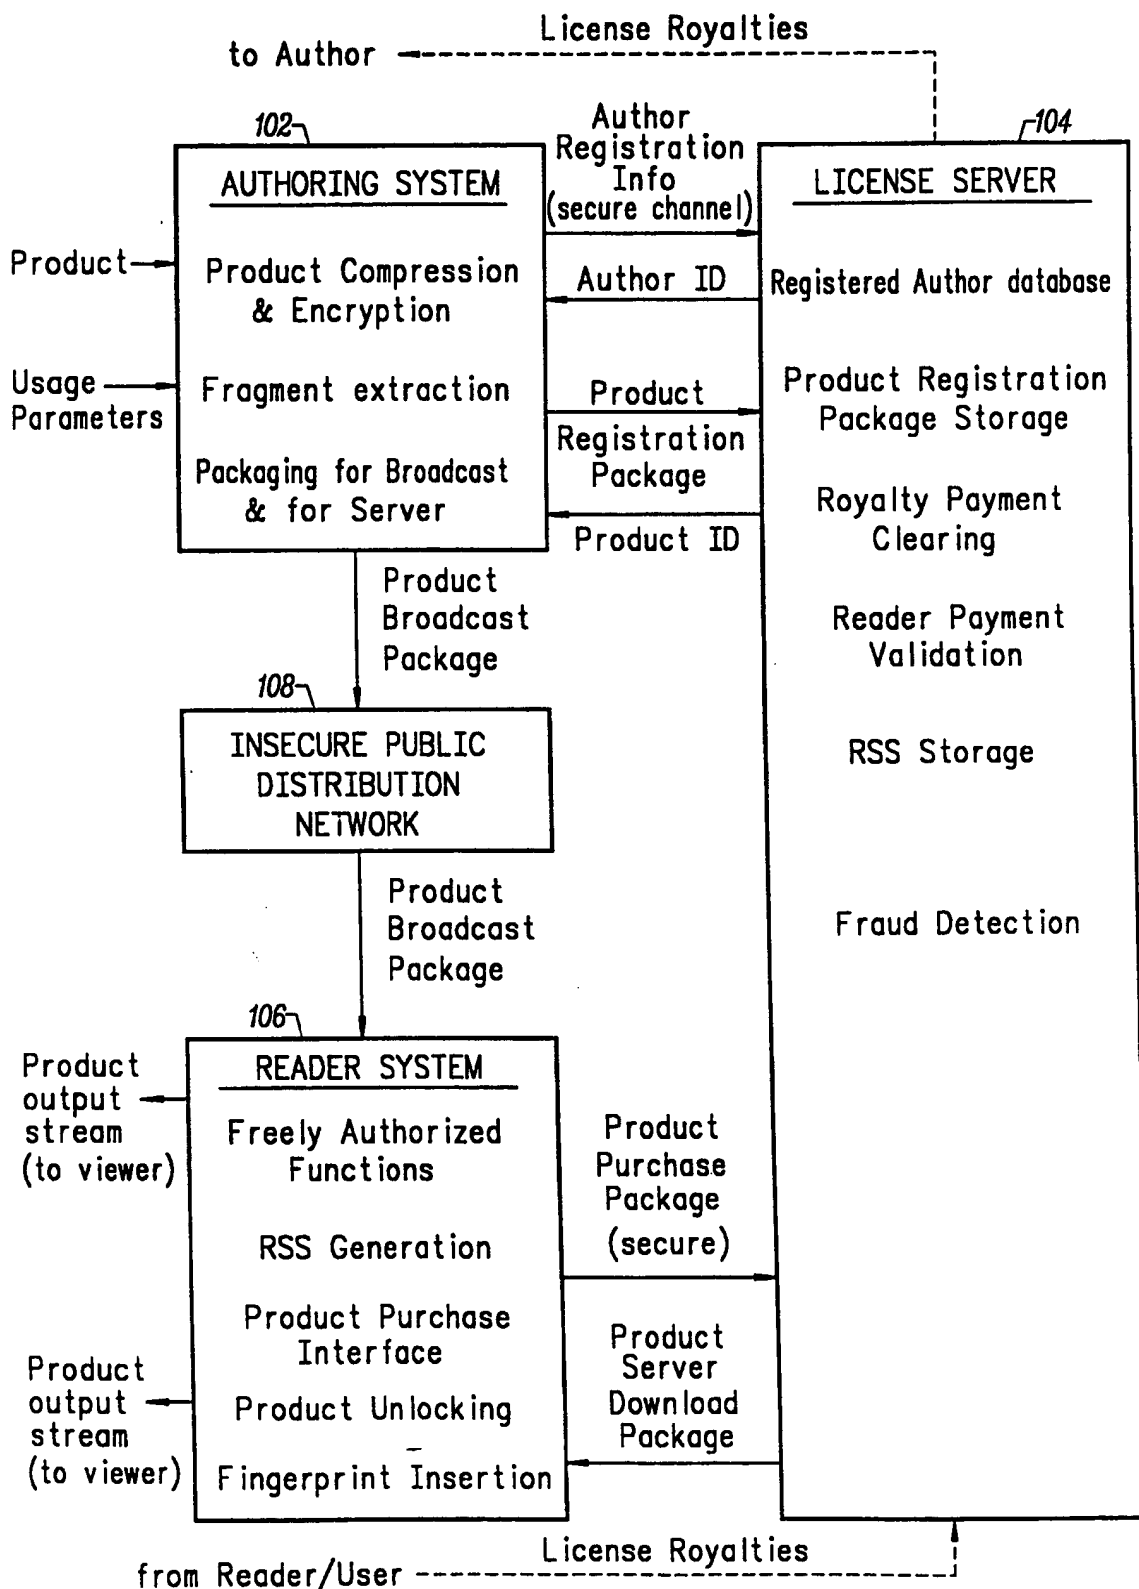 License Royalties
to Author
102
Author
Registration
Info
(secure channel)
104
AUTHORING SYSTEM
LICENSE SERVER
Product
Product Compression
& Encryption
Author ID
Registered Author database
Usage
Parameters
Fragment extraction
Product
Registration
Package
Product Registration
Package Storage
Packaging for Broadcast
& for Server
Product ID
Royalty Payment
Clearing
Product
Broadcast
Package
Reader Payment
Validation
108
INSECURE PUBLIC
DISTRIBUTION
NETWORK
RSS Storage
Product
Broadcast
Package
Fraud Detection
106
READER SYSTEM
Product
output
stream
(to viewer)
Freely Authorized
Functions
Product
Purchase
Package
(secure)
RSS Generation
Product Purchase
Interface
Product
Server
Download
Package
Product
output
stream
(to viewer)
Product Unlocking
Fingerprint Insertion
License Royalties
from Reader/User